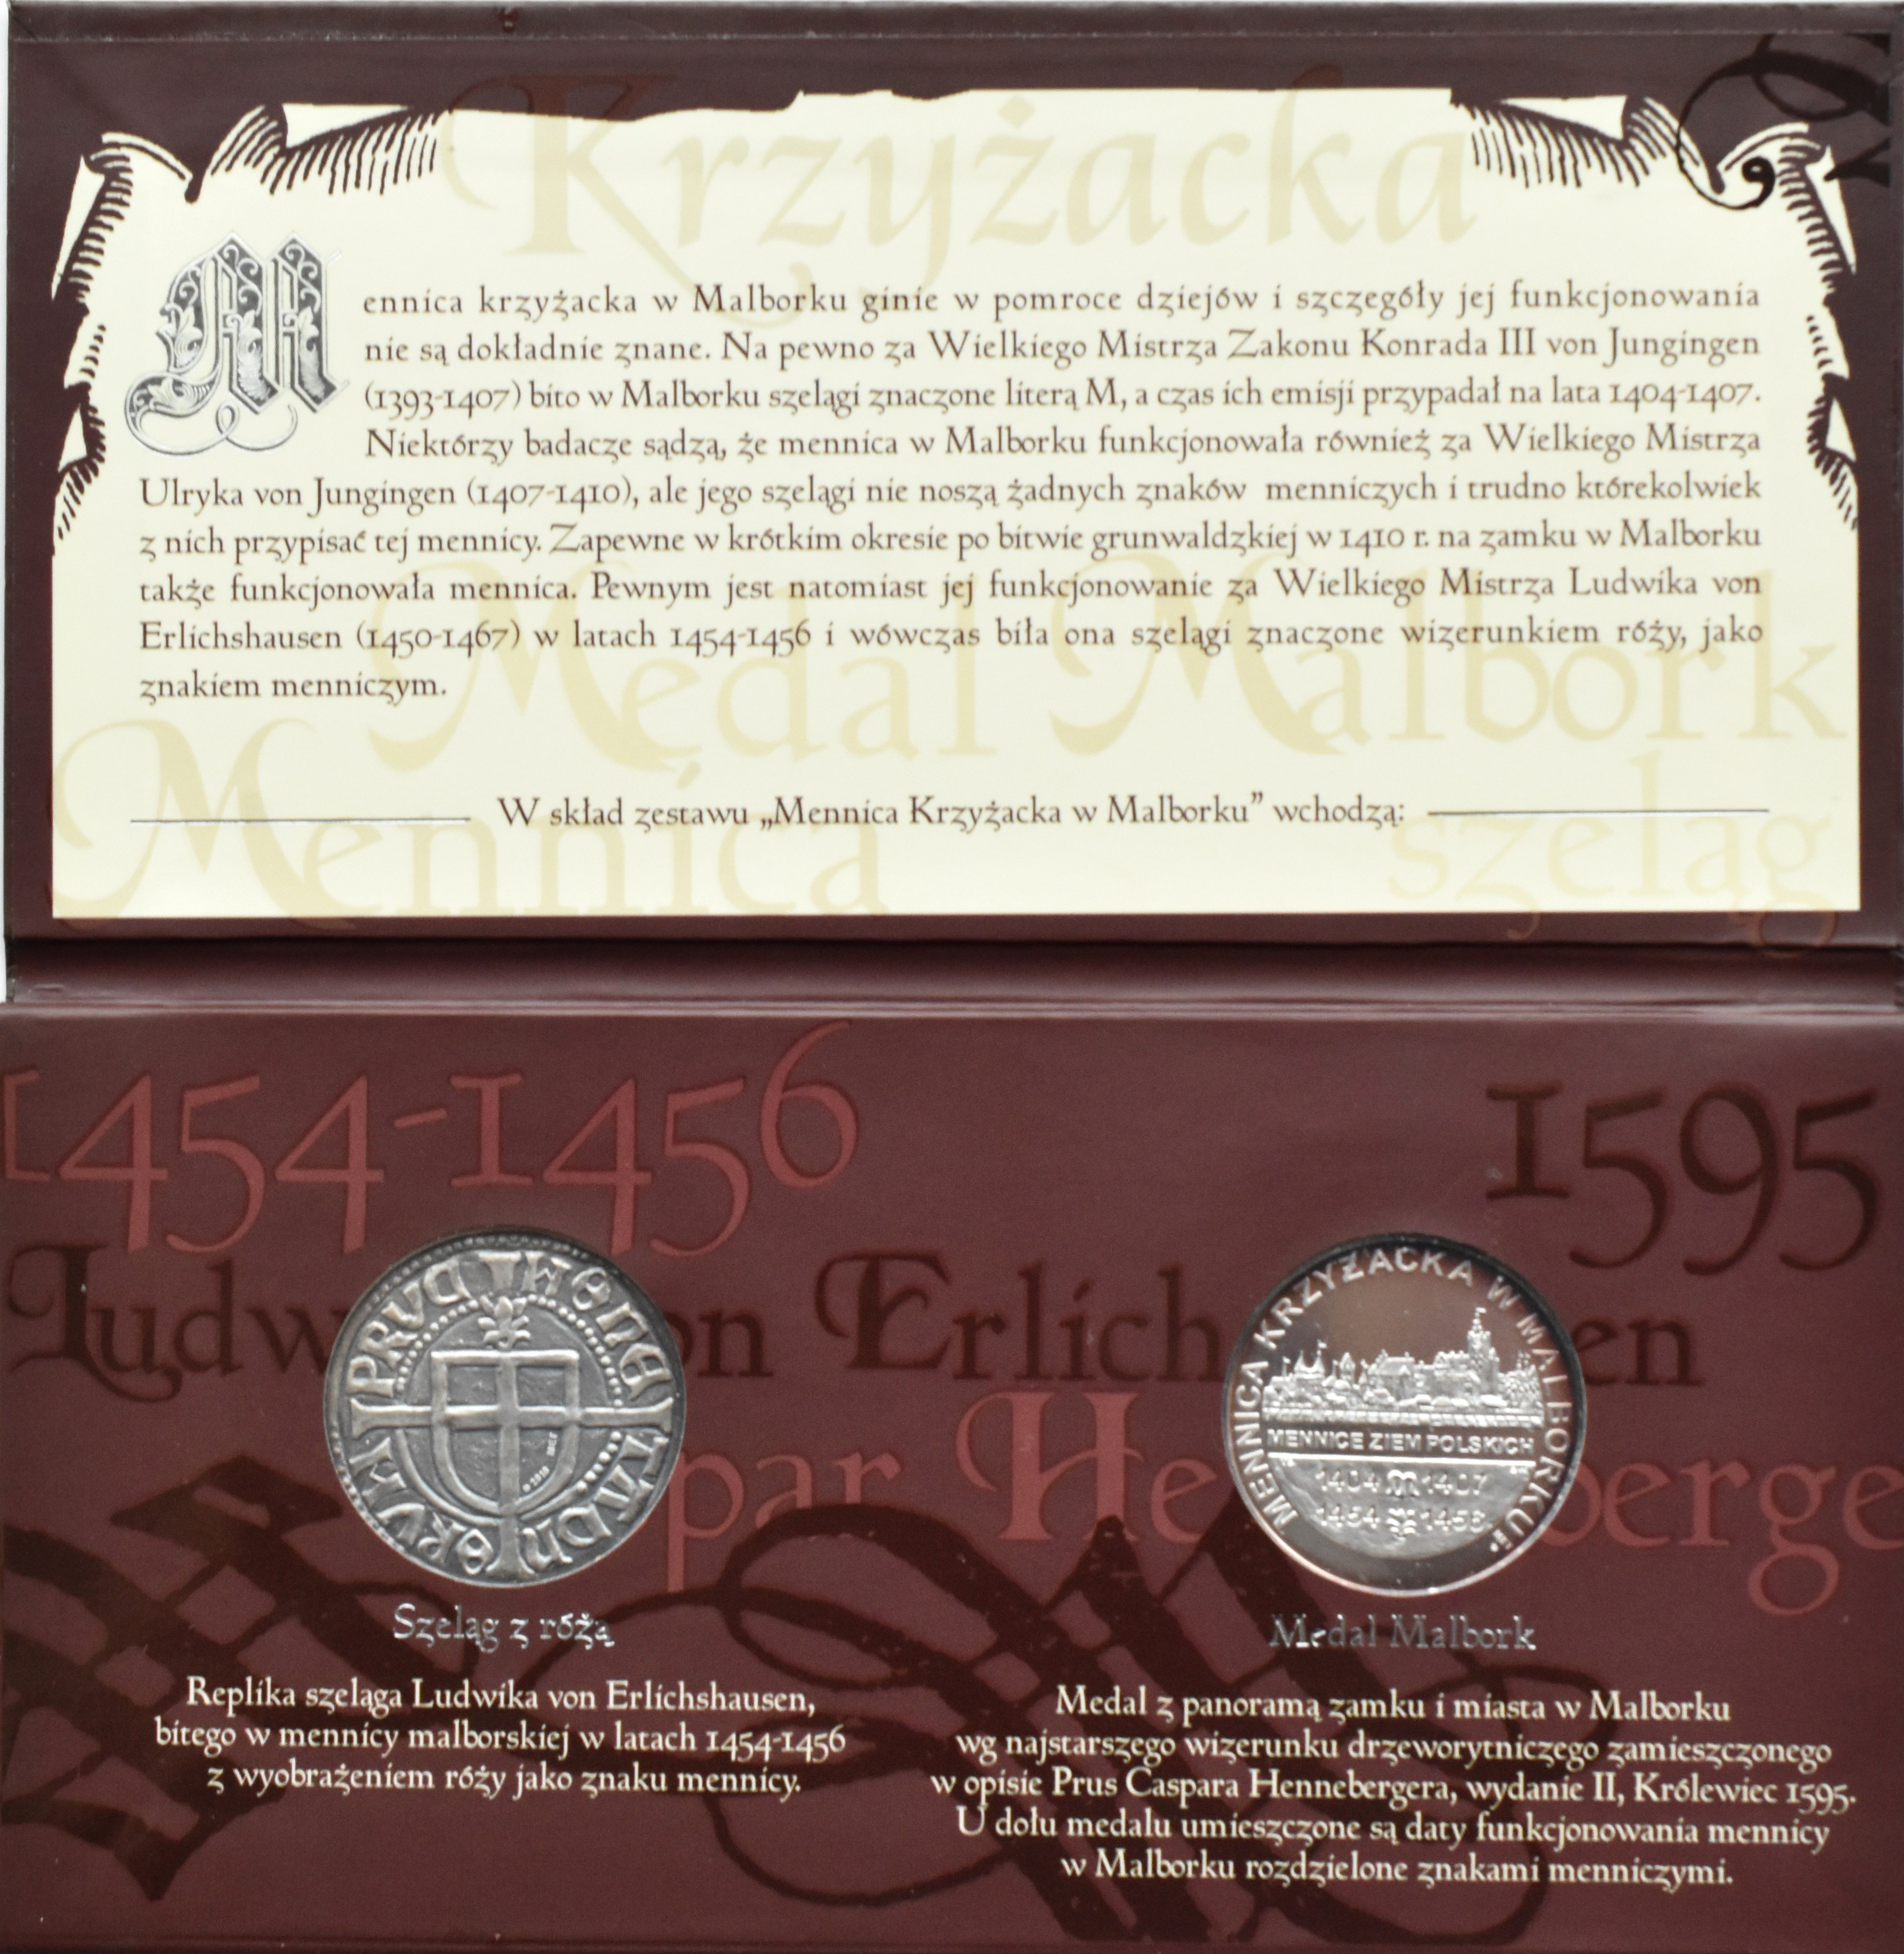 Krzyżacka
Mennica krzyżacka w Malborku ginie w pomroce dziejów i szczegóły jej funkcjonowania
nie są dokładnie znane. Na pewno za Wielkiego Mistrza Zakonu Konrada III von Jungingen
(1393-1407) bito w Malborku szelągi znaczone literą M, a czas ich emisji przypadał na lata 1404-1407.
Niektórzy badacze sądzą, że mennica w Malborku funkcjonowała również za Wielkiego Mistrza
Ulryka von Jungingen (1407-1410), ale jego szelągi nie noszą żadnych znaków menniczych i trudno którekolwiek
z nich przypisać tej mennicy. Zapewne w krótkim okresie po bitwie grunwaldzkiej w 1410 r. na zamku w Malborku
także funkcjonowała mennica. Pewnym jest natomiast jej funkcjonowanie za Wielkiego Mistrza Ludwika von
Erlichshausen (1450-1467) w latach 1454-1456 i wówczas biła ona szelągi znaczone wizerunkiem róży, jako
znakiem menniczym.
Medal Malbork
Mennica
szeląg
W skład zestawu „Mennica Krzyżacka w Malborku” wchodzą:
1454-1456
1595
Ludw on Erlich en
par He berge
PRVC
MENNICA KRZYŻACKA W MALBORKU
MENNICE ZIEM POLSKICH
1404 M 1407
1454 1456
Szeląg z różą
Replika szeląga Ludwika von Erlichshausen,
bitego w mennicy malborskiej w latach 1454-1456
z wyobrażeniem róży jako znaku mennicy.
Medal Malbork
Medal z panoramą zamku i miasta w Malborku
wg najstarszego wizerunku drzeworytniczego zamieszczonego
w opisie Prus Caspara Hennebergera, wydanie II, Królewiec 1595.
U dołu medalu umieszczone są daty funkcjonowania mennicy
w Malborku rozdzielone znakami menniczymi.